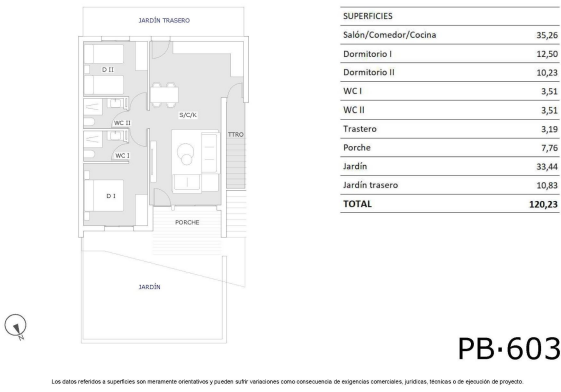 JARDÍN TRASERO
D II
WC II
WC I
D I
S/C/K
TTRO
PORCHE
JARDÍN
N
SUPERFICIES
Salón/Comedor/Cocina 35,26
Dormitorio I 12,50
Dormitorio II 10,23
WC I 3,51
WC II 3,51
Trastero 3,19
Porche 7,76
Jardín 33,44
Jardín trasero 10,83
TOTAL 120,23
PB·603
Los datos referidos a superficies son meramente orientativos y pueden sufrir variaciones como consecuencia de exigencias comerciales, jurídicas, técnicas o de ejecución de proyecto.